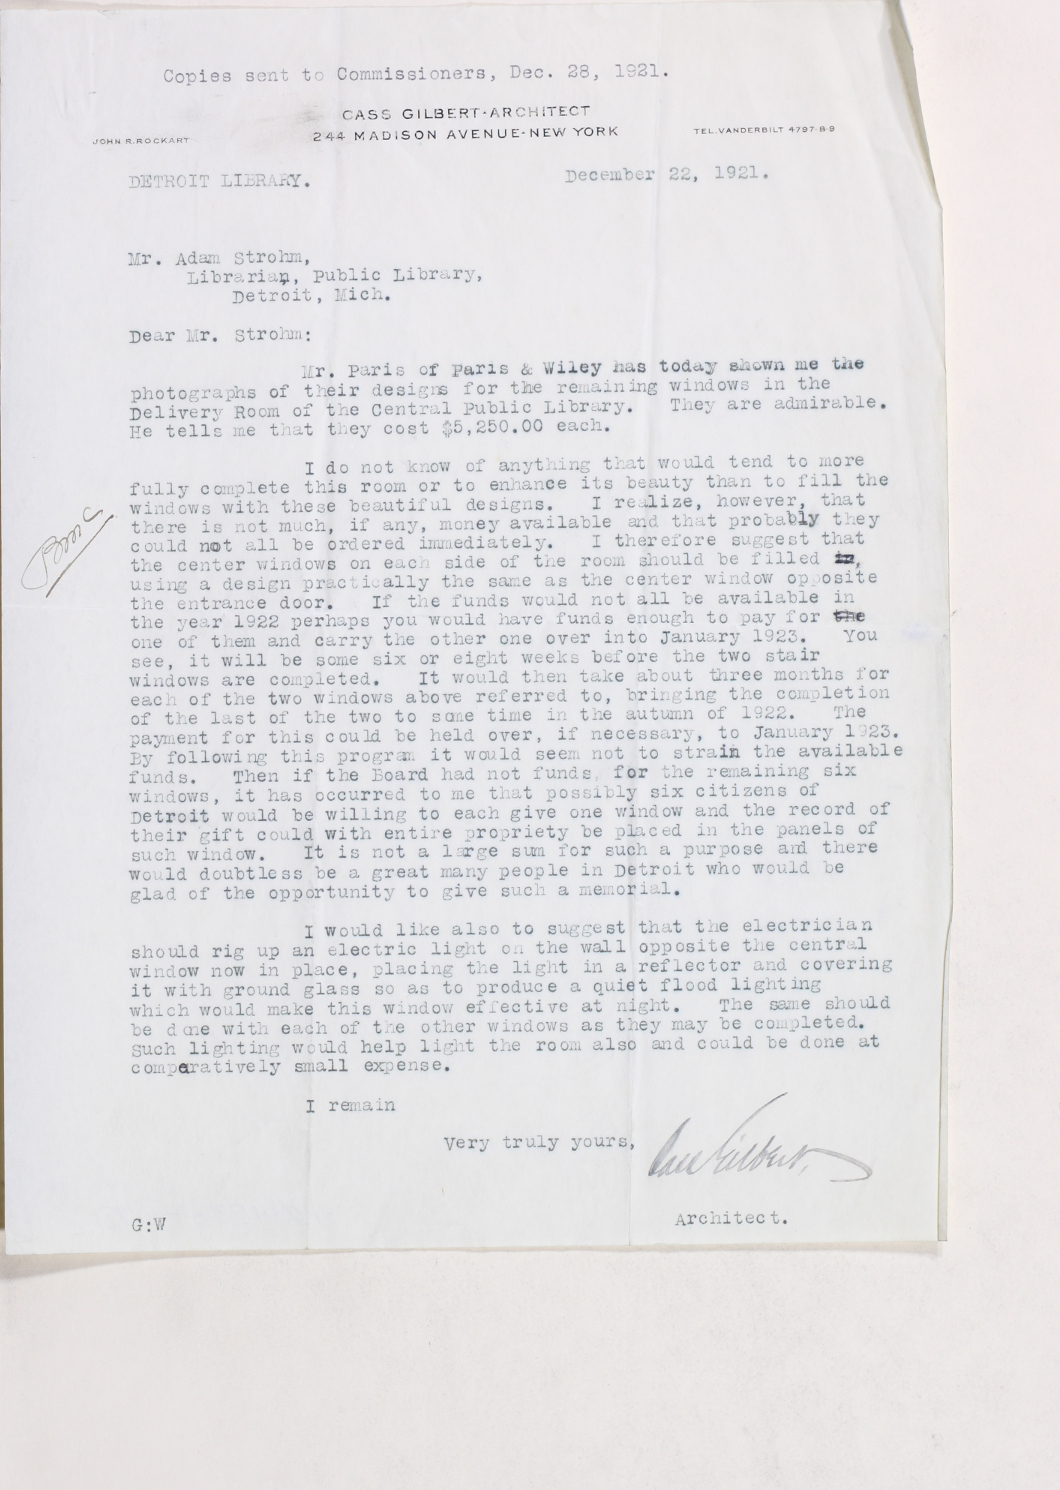 Copies sent to Commissioners, Dec. 28, 1921.
CASS GILBERT·ARCHITECT
JOHN R. ROCKART 244 MADISON AVENUE-NEW YORK TEL. VANDERBILT 4797-8-9
DETROIT LIBRARY. December 22, 1921.
Mr. Adam Strohm,
Librarian, Public Library,
Detroit, Mich.
Dear Mr. Strohm:
Mr. Paris of Paris & Wiley has today shown me the
photographs of their designs for the remaining windows in the
Delivery Room of the Central Public Library. They are admirable.
He tells me that they cost $5,250.00 each.
I do not know of anything that would tend to more
fully complete this room or to enhance its beauty than to fill the
windows with these beautiful designs. I realize, however, that
there is not much, if any, money available and that probably they
could not all be ordered immediately. I therefore suggest that
the center windows on each side of the room should be filled in,
using a design practically the same as the center window opposite
the entrance door. If the funds would not all be available in
the year 1922 perhaps you would have funds enough to pay for the
one of them and carry the other one over into January 1923. You
see, it will be some six or eight weeks before the two stair
windows are completed. It would then take about three months for
each of the two windows above referred to, bringing the completion
of the last of the two to some time in the autumn of 1922. The
payment for this could be held over, if necessary, to January 1923.
By following this program it would seem not to strain the available
funds. Then if the Board had not funds for the remaining six
windows, it has occurred to me that possibly six citizens of
Detroit would be willing to each give one window and the record of
their gift could with entire propriety be placed in the panels of
such window. It is not a large sum for such a purpose and there
would doubtless be a great many people in Detroit who would be
glad of the opportunity to give such a memorial.
I would like also to suggest that the electrician
should rig up an electric light on the wall opposite the central
window now in place, placing the light in a reflector and covering
it with ground glass so as to produce a quiet flood lighting
which would make this window effective at night. The same should
be done with each of the other windows as they may be completed.
Such lighting would help light the room also and could be done at
comparatively small expense.
I remain
Very truly yours,
Cass Gilbert.
G:W Architect.